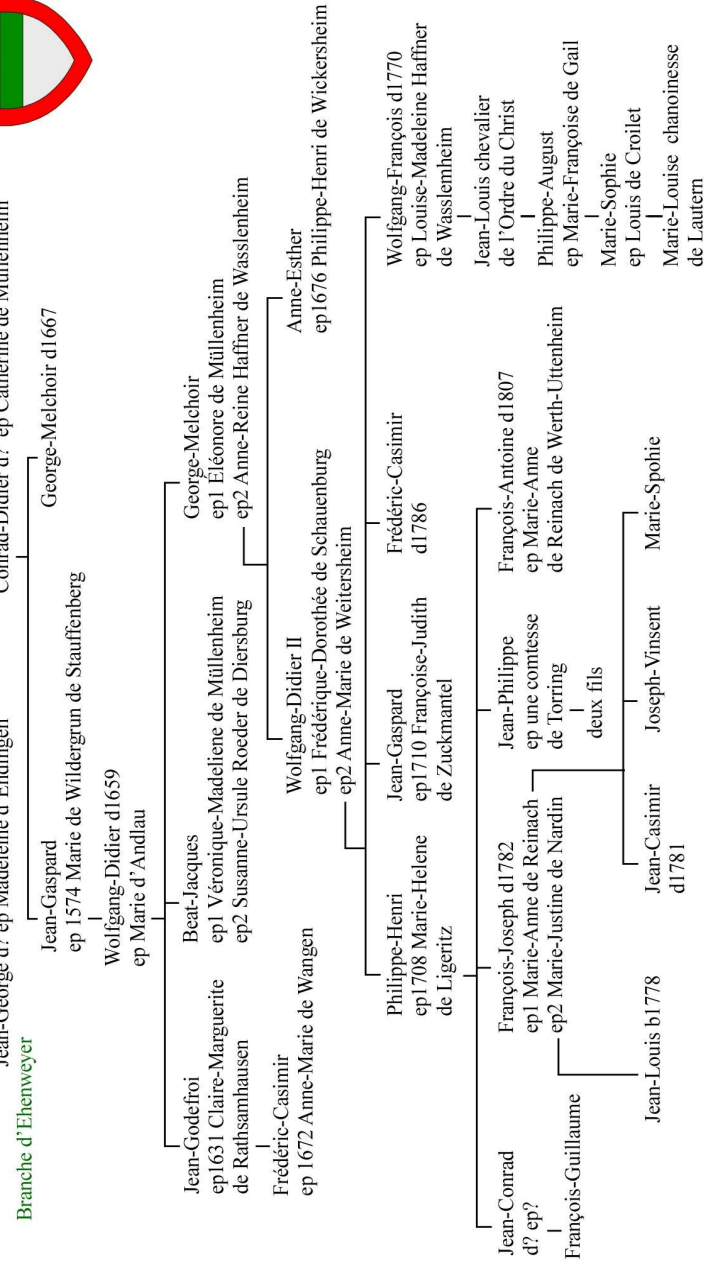 Branche d'Ehenweyer
Jean-George d? ep Madeleine d'Endingen
Conrad-Didier d? ep Catherine de Müllenheim
Jean-Gaspard
ep 1574 Marie de Wildergrun de Stauffenberg
George-Melchoir d1667
Wolfgang-Didier d1659
ep Marie d'Andlau
Jean-Godefroi
ep1631 Claire-Marguerite
de Rathsamhausen
Beat-Jacques
ep1 Véronique-Madeliene de Müllenheim
ep2 Susanne-Ursule Roeder de Diersburg
George-Melchoir
ep1 Éléonore de Müllenheim
ep2 Anne-Reine Haffner de Wasslenheim
Frédéric-Casimir
ep 1672 Anne-Marie de Wangen
Wolfgang-Didier II
ep1 Frédérique-Dorothée de Schauenburg
ep2 Anne-Marie de Weitersheim
Anne-Esther
ep1676 Philippe-Henri de Wickersheim
Philippe-Henri
ep1708 Marie-Helene
de Ligeritz
Jean-Gaspard
ep1710 Françoise-Judith
de Zuckmantel
Frédéric-Casimir
d1786
Wolfgang-François d1770
ep Louise-Madeleine Haffner
de Wasslemheim
Jean-Louis chevalier
de l'Ordre du Christ
Philippe-August
ep Marie-Françoise de Gail
Marie-Sophie
ep Louis de Croilet
Marie-Louise chanoinesse
de Lautern
Jean-Conrad
d? ep?
François-Guillaume
François-Joseph d1782
ep1 Marie-Anne de Reinach
ep2 Marie-Justine de Nardin
Jean-Philippe
ep une comtesse
de Torring
deux fils
François-Antoine d1807
ep Marie-Anne
de Reinach de Werth-Uttenheim
Jean-Louis b1778
Jean-Casimir
d1781
Joseph-Vinsent
Marie-Spohie